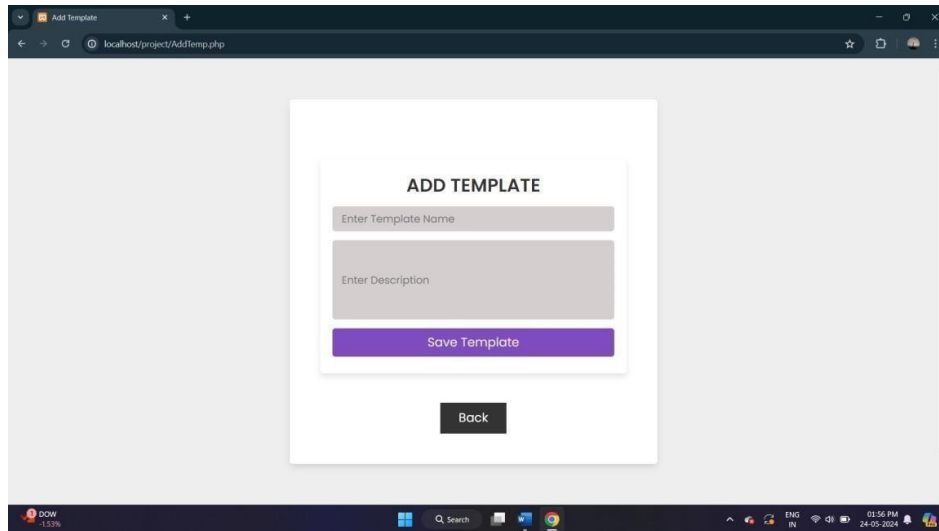 Add Template
localhost/project/AddTemp.php
ADD TEMPLATE
Enter Template Name
Enter Description
Save Template
Back
DOW
-1.53%
Search
ENG
IN
01:56 PM
24-05-2024